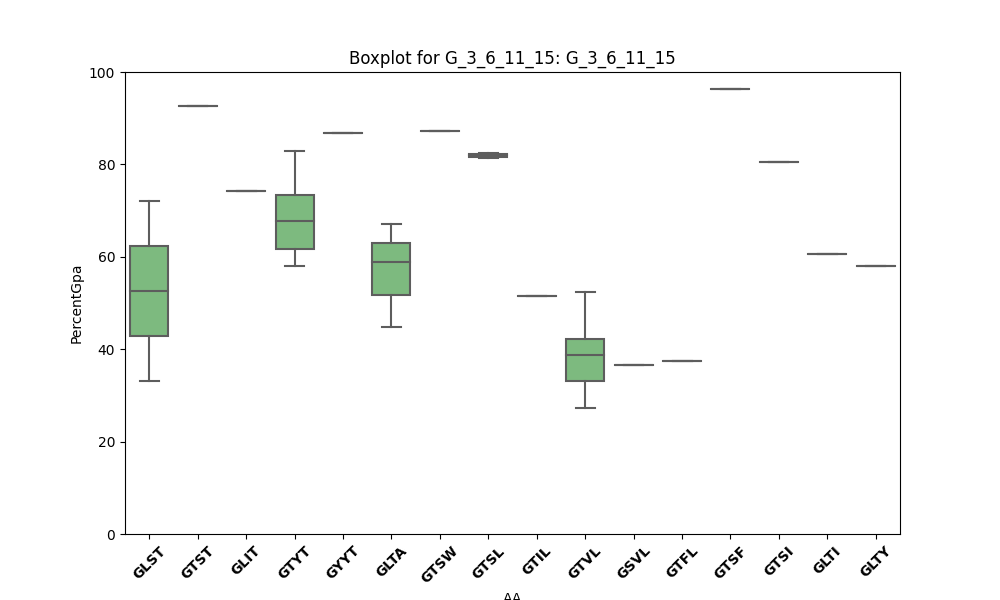 Boxplot for G_3_6_11_15: G_3_6_11_15
100
80
60
40
20
0
PercentGpa
GLST
GTST
GLIT
GTYT
GYYT
GLTA
GTSW
GTSL
GTIL
GTVL
GSVL
GTFL
GTSF
GTSI
GLTI
GLTY
AA